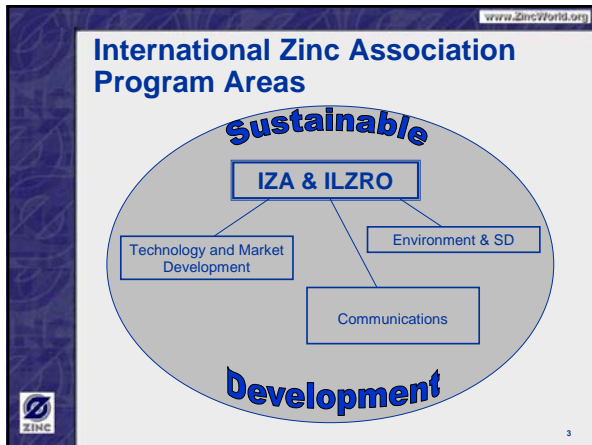 www.ZincWorld.org
International Zinc Association
Program Areas
Sustainable
IZA & ILZRO
Technology and Market
Development
Environment & SD
Communications
Development
ZINC
3